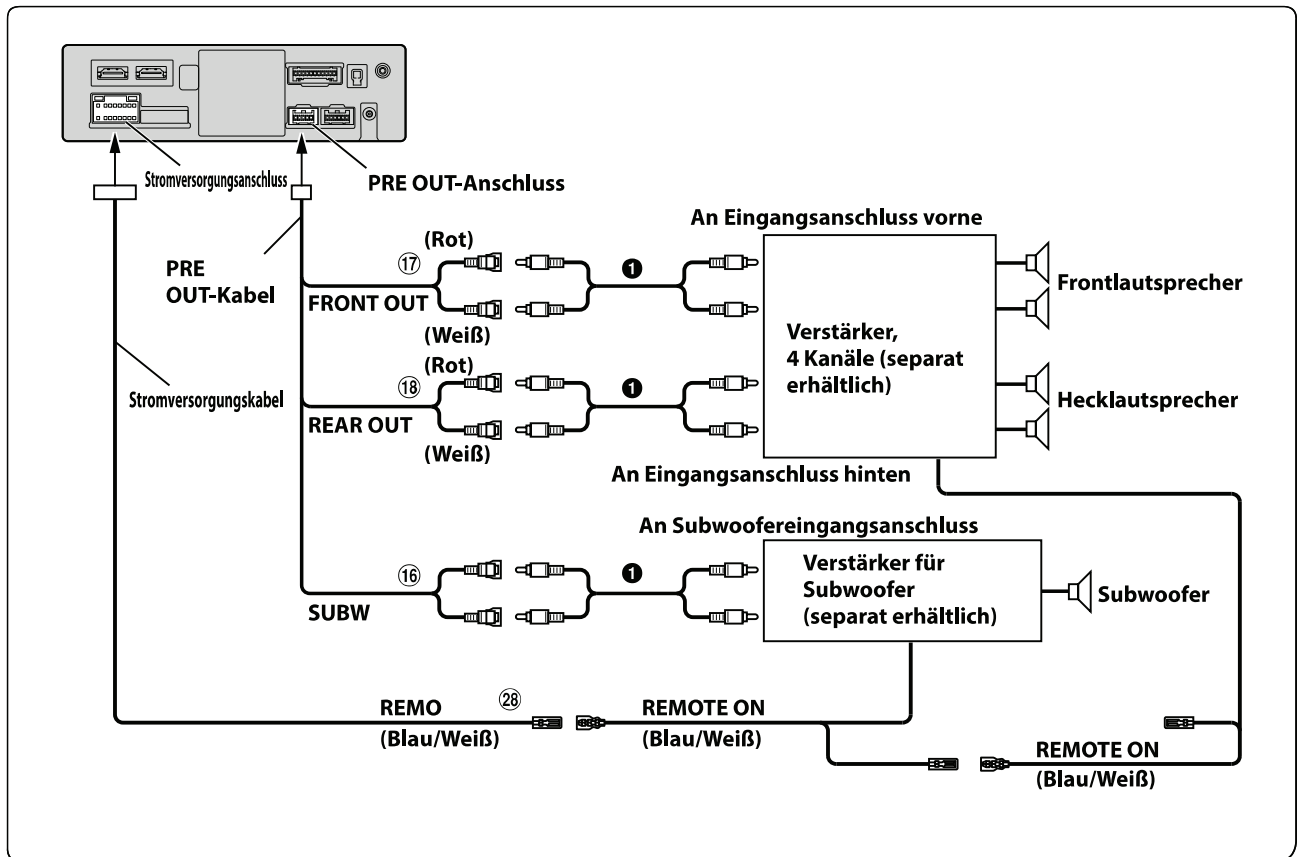 Stromversorgungsanschluss
PRE OUT-Anschluss
PRE
OUT-Kabel
Stromversorgungskabel
An Eingangsanschluss vorne
(Rot)
⑰
❶
FRONT OUT
(Weiß)
Verstärker,
4 Kanäle (separat
erhältlich)
Frontlautsprecher
(Rot)
⑱
❶
REAR OUT
(Weiß)
Hecklautsprecher
An Eingangsanschluss hinten
An Subwoofereingangsanschluss
⑯
❶
SUBW
Verstärker für
Subwoofer
(separat erhältlich)
Subwoofer
REMO
㉘
(Blau/Weiß)
REMOTE ON
(Blau/Weiß)
REMOTE ON
(Blau/Weiß)